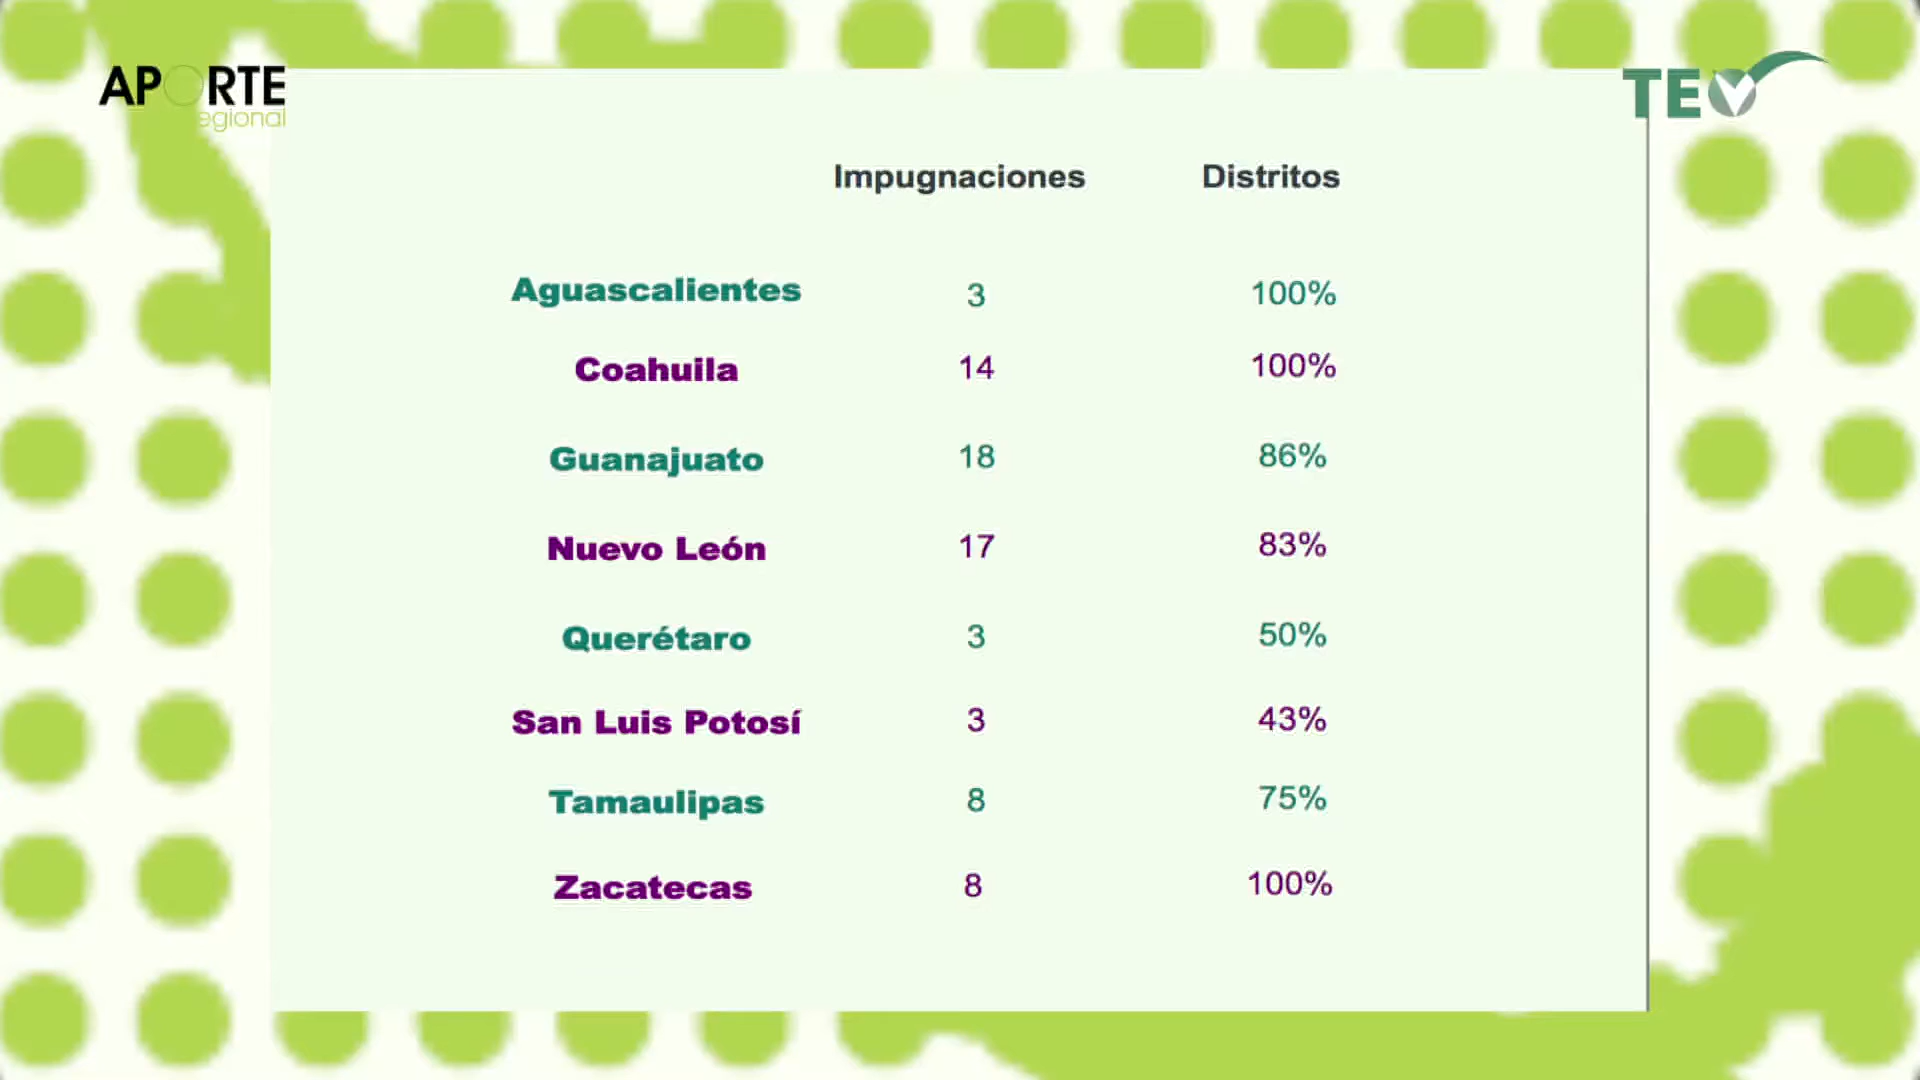 APORTE
egional
TEV
Impugnaciones Distritos
Aguascalientes 3 100%
Coahuila 14 100%
Guanajuato 18 86%
Nuevo León 17 83%
Querétaro 3 50%
San Luis Potosí 3 43%
Tamaulipas 8 75%
Zacatecas 8 100%